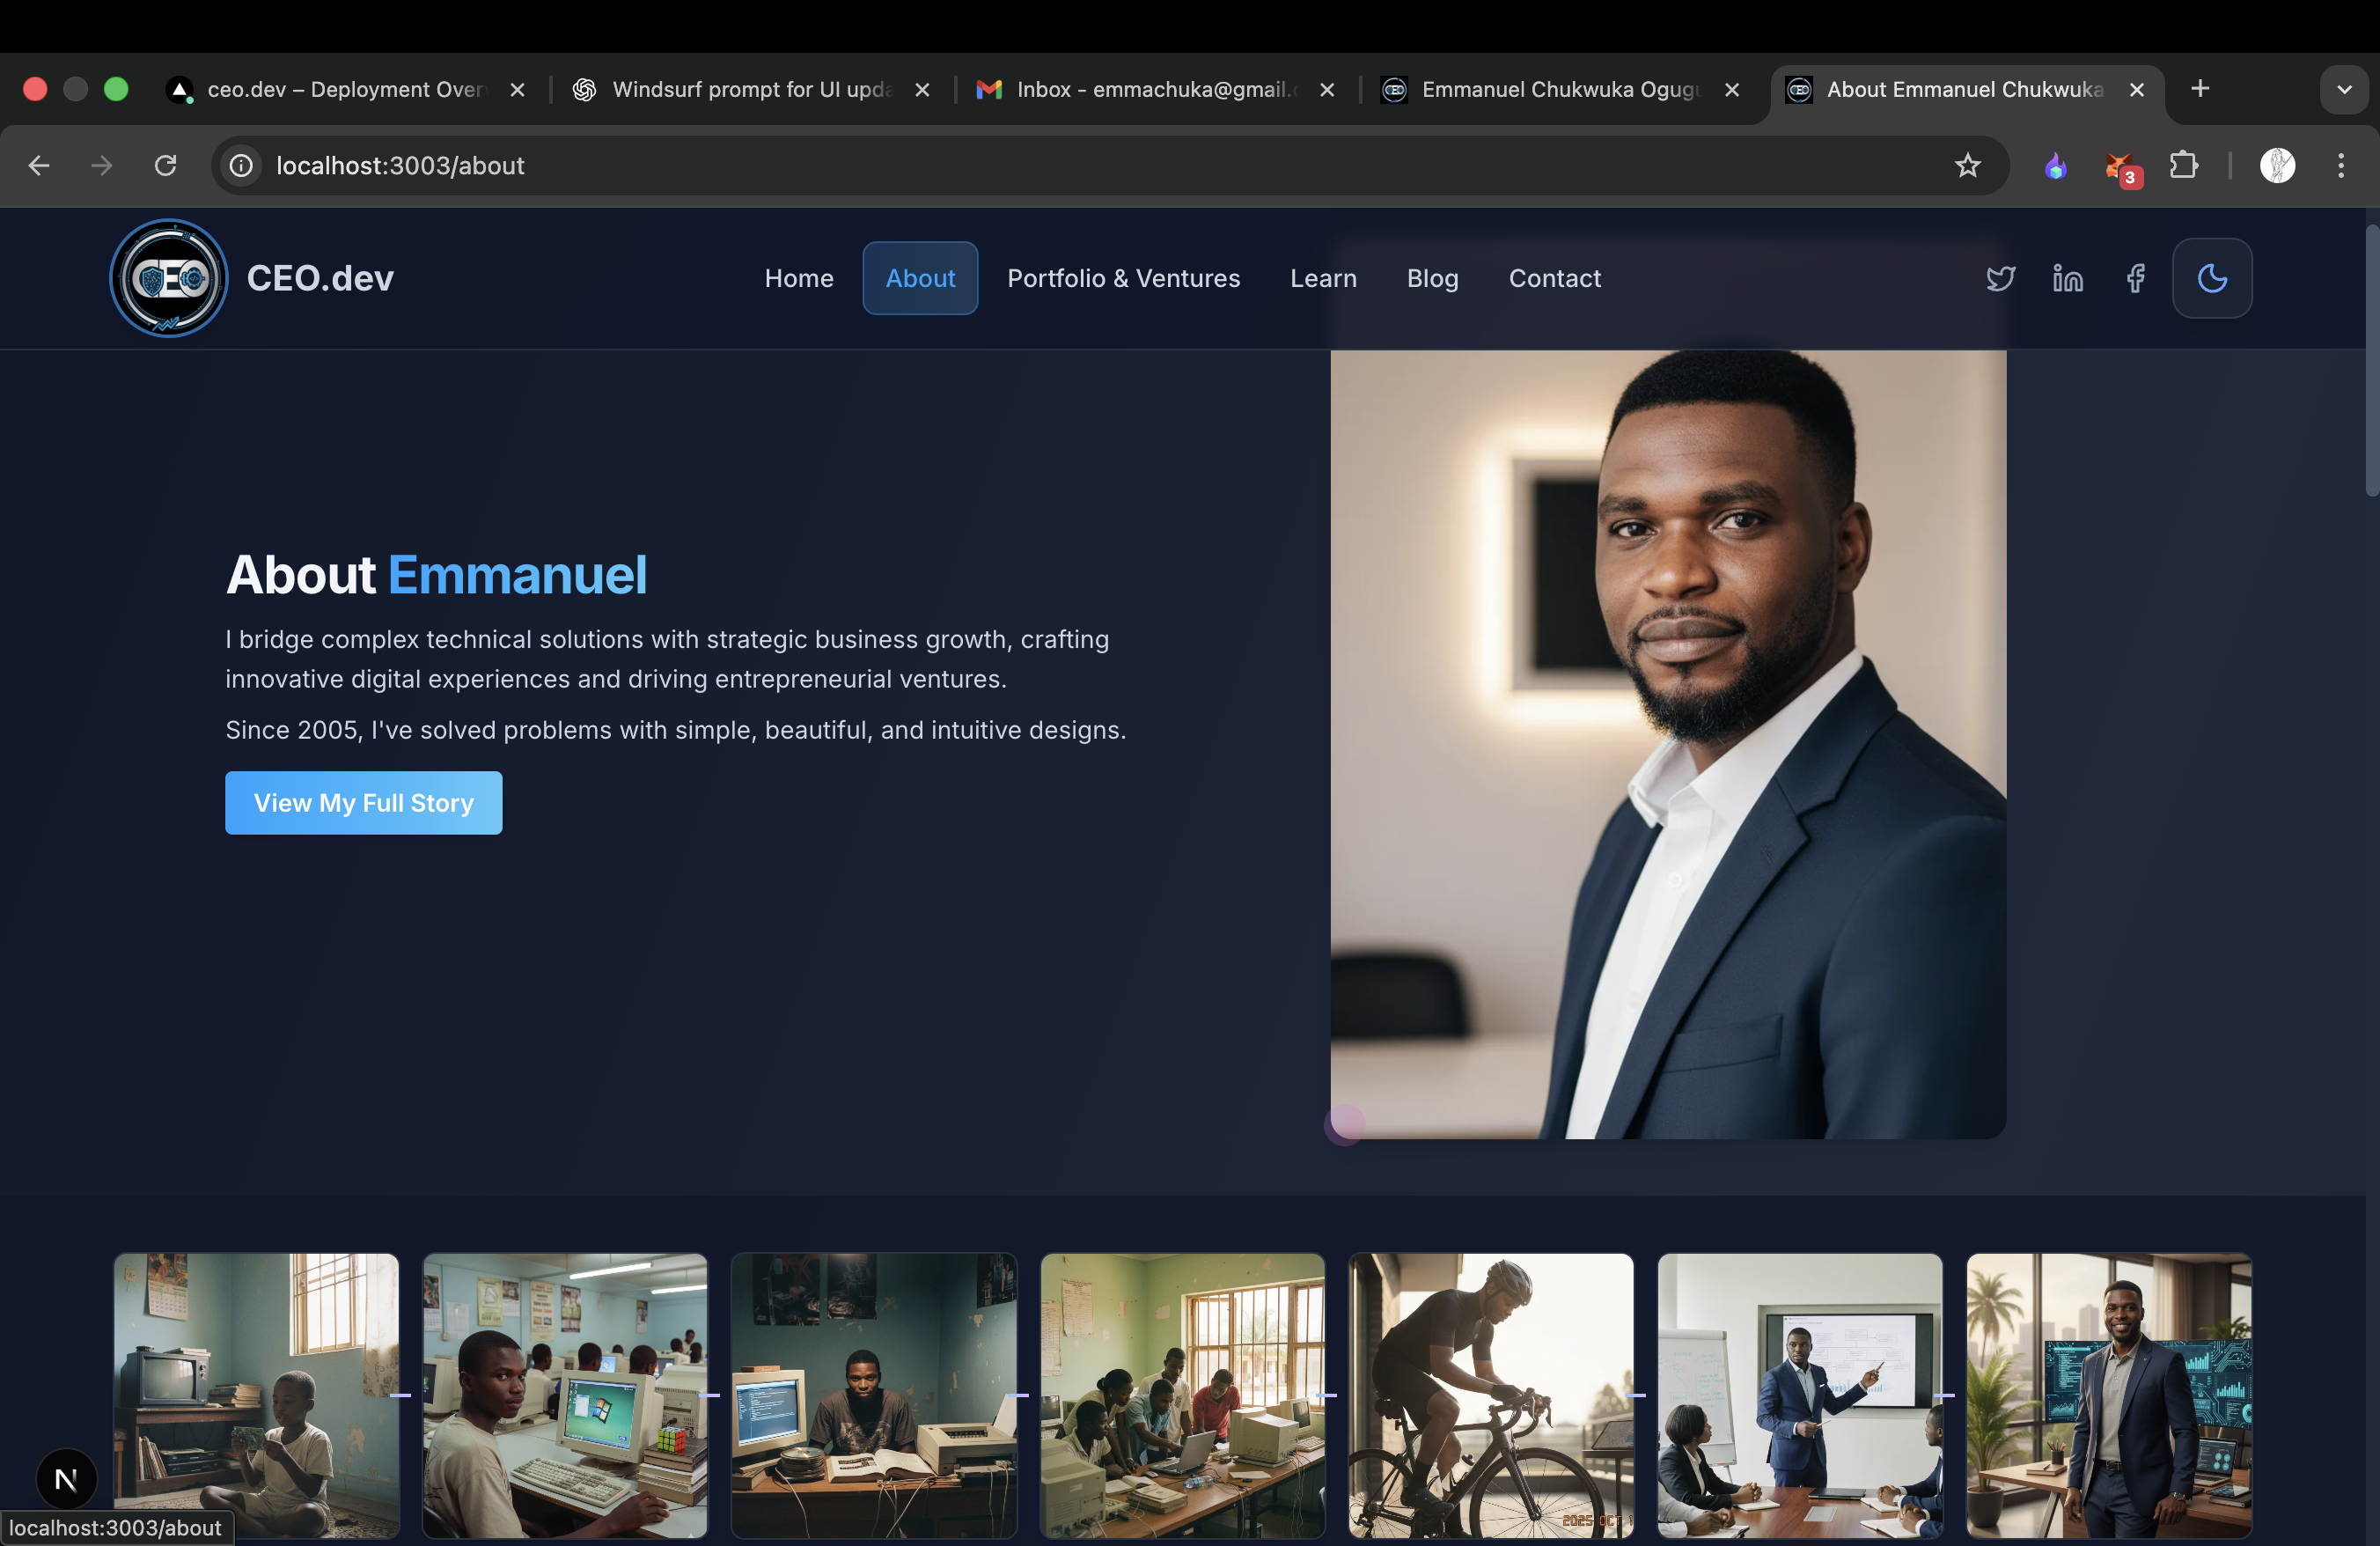 ceo.dev – Deployment Over
Windsurf prompt for UI upda
Inbox - emmachuka@gmail.c
Emmanuel Chukwuka Ogugu
About Emmanuel Chukwuka
localhost:3003/about
3
CEO
CEO.dev
Home
About
Portfolio & Ventures
Learn
Blog
Contact
About Emmanuel
I bridge complex technical solutions with strategic business growth, crafting
innovative digital experiences and driving entrepreneurial ventures.
Since 2005, I've solved problems with simple, beautiful, and intuitive designs.
View My Full Story
2025 OCT 1
N
localhost:3003/about